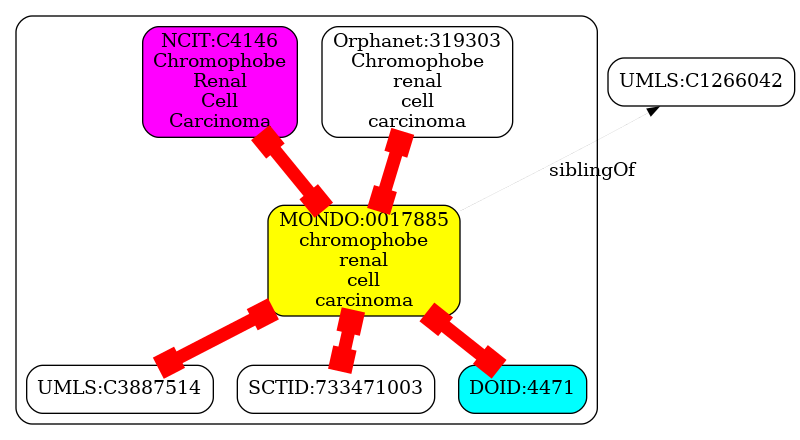 NCIT:C4146
Chromophobe
Renal
Cell
Carcinoma
Orphanet:319303
Chromophobe
renal
cell
carcinoma
UMLS:C1266042
siblingOf
MONDO:0017885
chromophobe
renal
cell
carcinoma
UMLS:C3887514
SCTID:733471003
DOID:4471